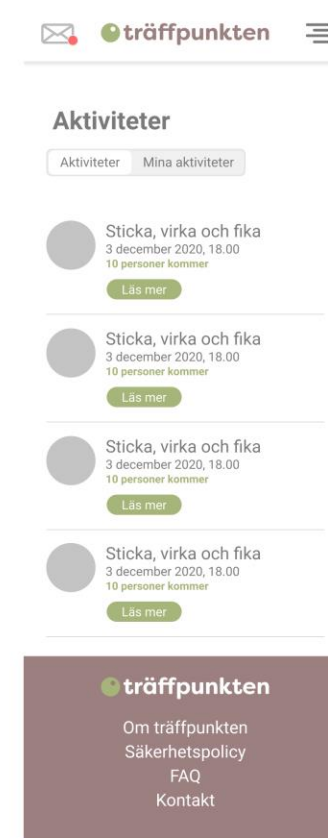 träffpunkten
Aktiviteter
Aktiviteter Mina aktiviteter
Sticka, virka och fika
3 december 2020, 18.00
10 personer kommer
Läs mer
Sticka, virka och fika
3 december 2020, 18.00
10 personer kommer
Läs mer
Sticka, virka och fika
3 december 2020, 18.00
10 personer kommer
Läs mer
Sticka, virka och fika
3 december 2020, 18.00
10 personer kommer
Läs mer
träffpunkten
Om träffpunkten
Säkerhetspolicy
FAQ
Kontakt